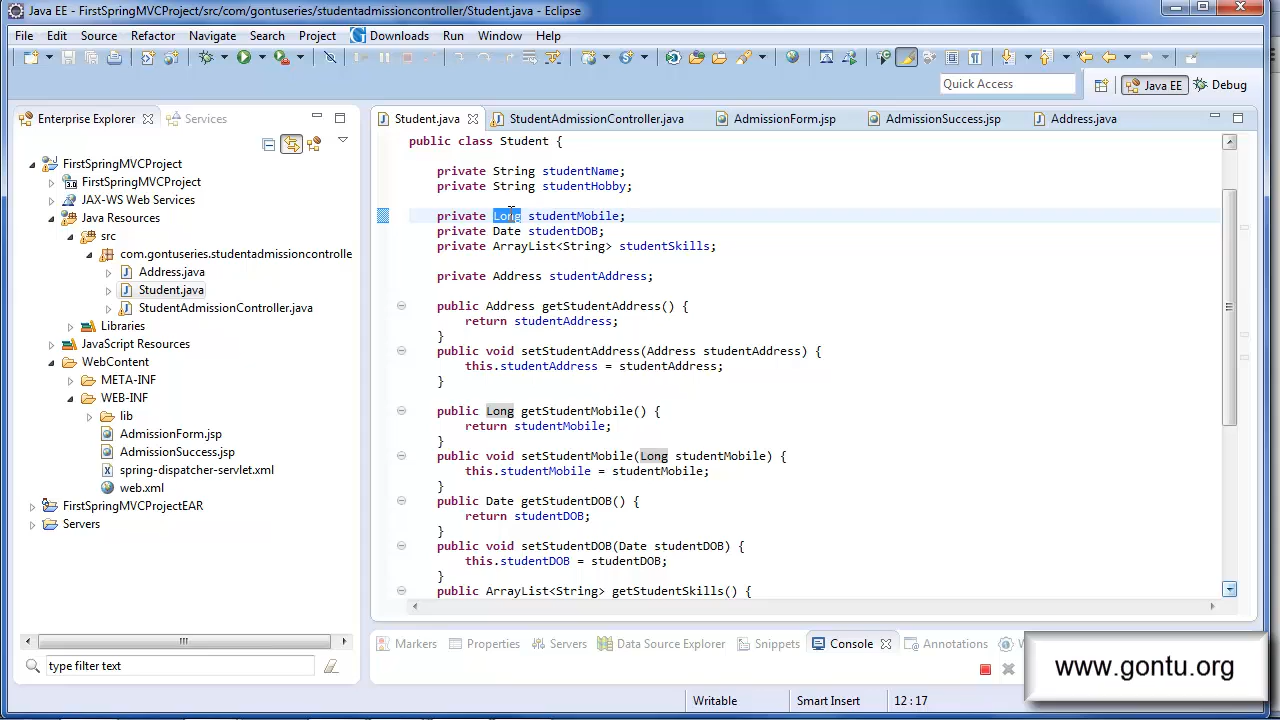 Java EE - FirstSpringMVCProject/src/com/gontuseries/studentadmissioncontroller/Student.java - Eclipse
File Edit Source Refactor Navigate Search Project Downloads Run Window Help
Quick Access Java EE Debug
Enterprise Explorer Services
Student.java StudentAdmissionController.java AdmissionForm.jsp AdmissionSuccess.jsp Address.java
FirstSpringMVCProject
FirstSpringMVCProject
JAX-WS Web Services
Java Resources
src
com.gontuseries.studentadmissioncontrolle
Address.java
Student.java
StudentAdmissionController.java
Libraries
JavaScript Resources
WebContent
META-INF
WEB-INF
lib
AdmissionForm.jsp
AdmissionSuccess.jsp
spring-dispatcher-servlet.xml
web.xml
FirstSpringMVCProjectEAR
Servers
type filter text
public class Student {
private String studentName;
private String studentHobby;
private Long studentMobile;
private Date studentDOB;
private ArrayList<String> studentSkills;
private Address studentAddress;
public Address getStudentAddress() {
return studentAddress;
}
public void setStudentAddress(Address studentAddress) {
this.studentAddress = studentAddress;
}
public Long getStudentMobile() {
return studentMobile;
}
public void setStudentMobile(Long studentMobile) {
this.studentMobile = studentMobile;
}
public Date getStudentDOB() {
return studentDOB;
}
public void setStudentDOB(Date studentDOB) {
this.studentDOB = studentDOB;
}
public ArrayList<String> getStudentSkills() {
Markers Properties Servers Data Source Explorer Snippets Console Annotations
www.gontu.org
Writable Smart Insert 12 : 17